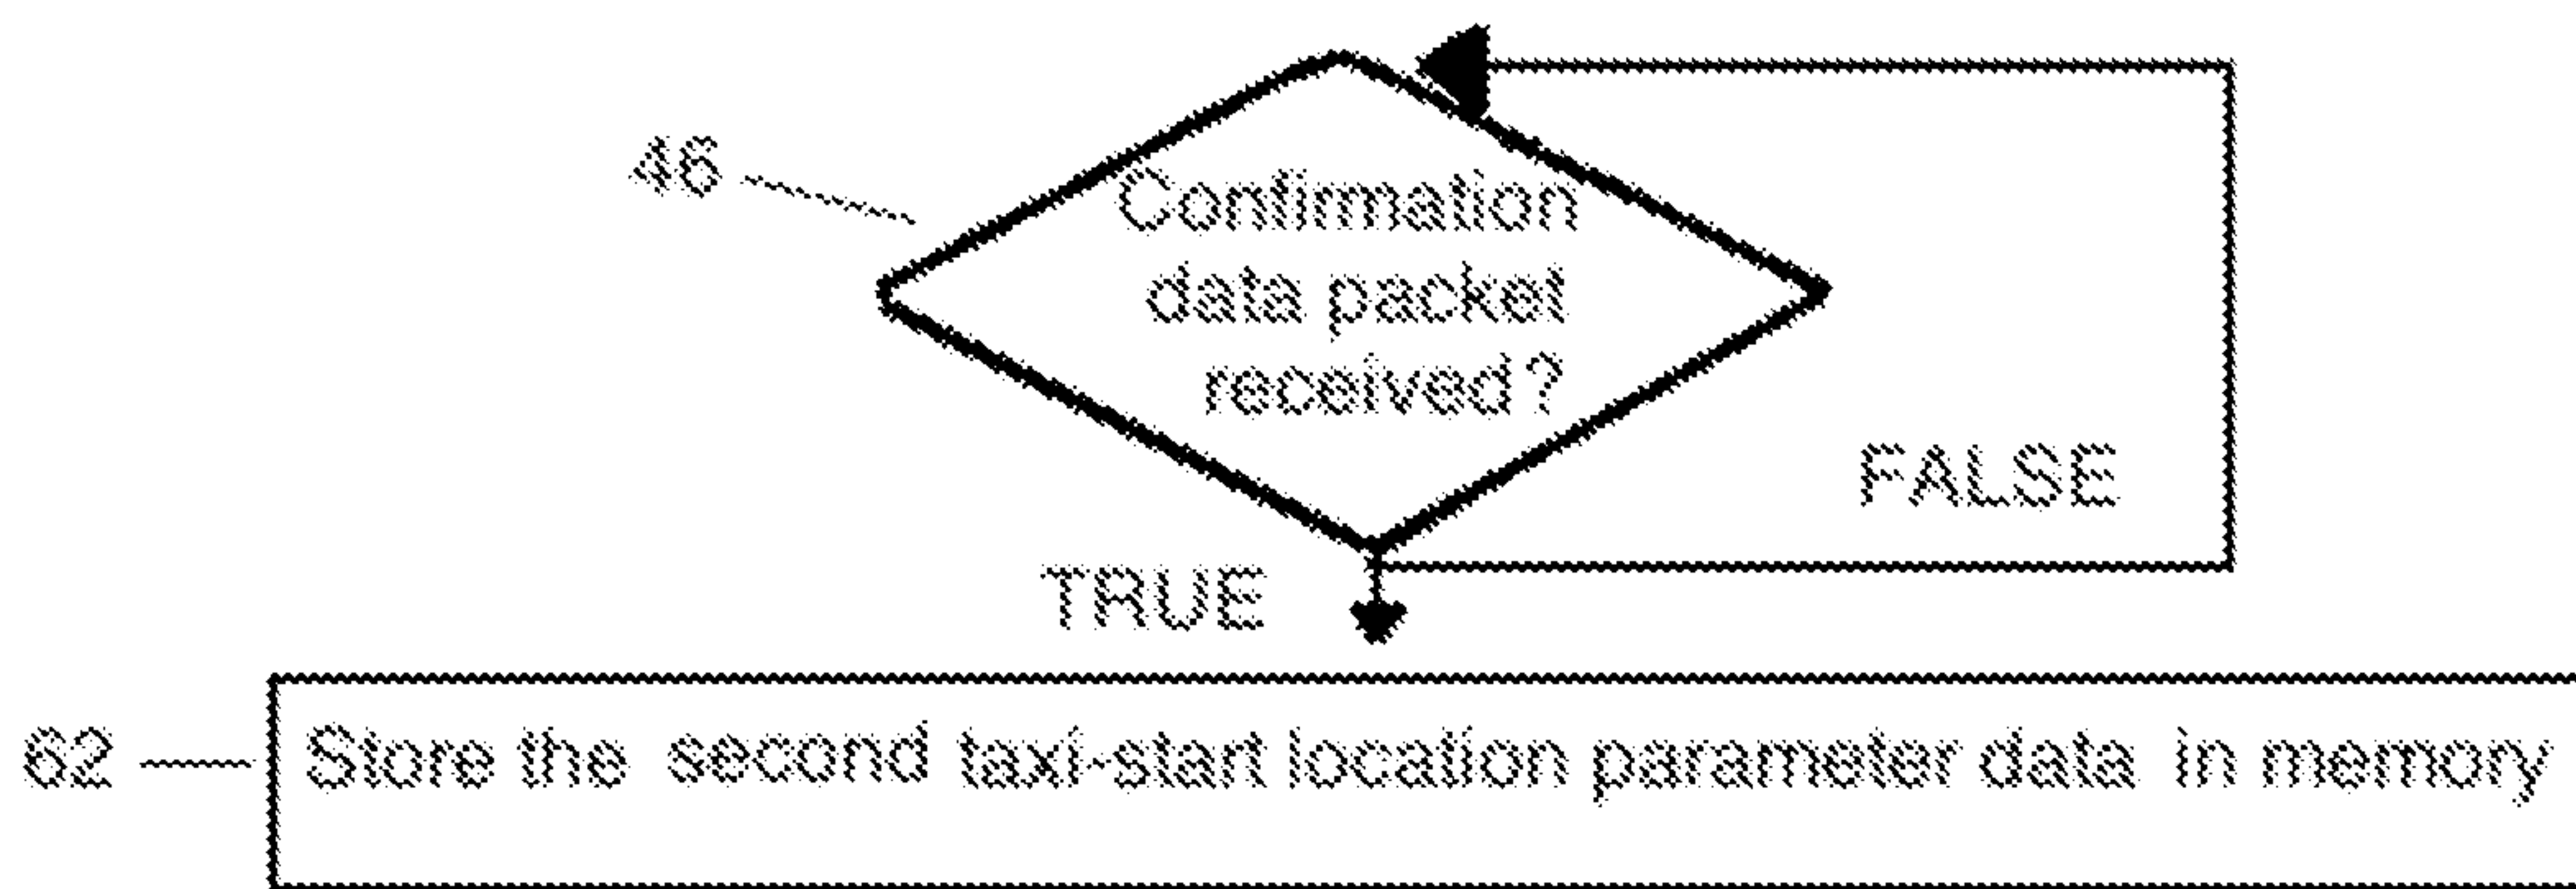 46
Confirmation
data packet
received?
FALSE
TRUE
62
Store the second taxi-start location parameter data in memory